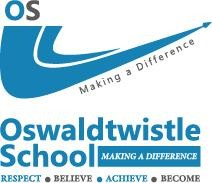 OS
Making a Difference
Oswaldtwistle
School MAKING A DIFFERENCE
RESPECT • BELIEVE • ACHIEVE • BECOME